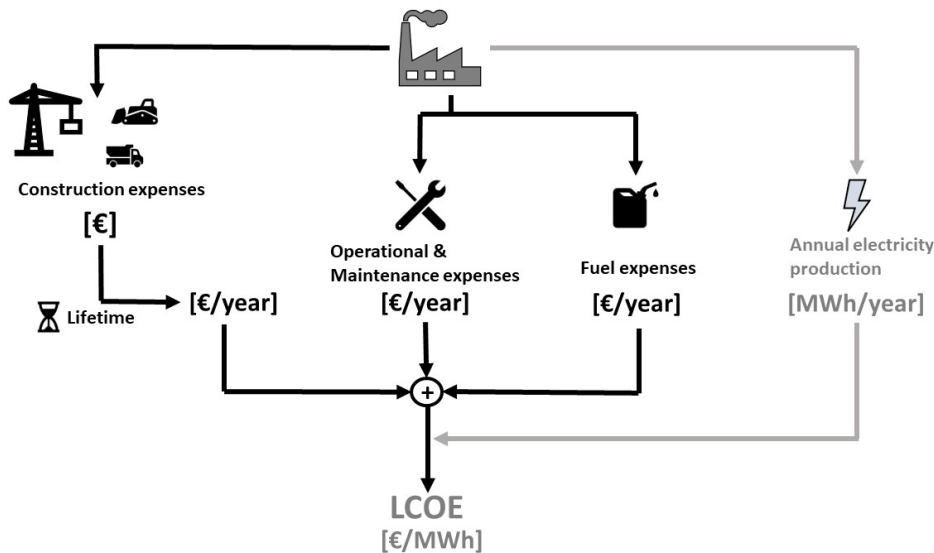 Construction expenses
[€]
Lifetime
[€/year]
Operational &
Maintenance expenses
[€/year]
Fuel expenses
[€/year]
Annual electricity
production
[MWh/year]
+
LCOE
[€/MWh]